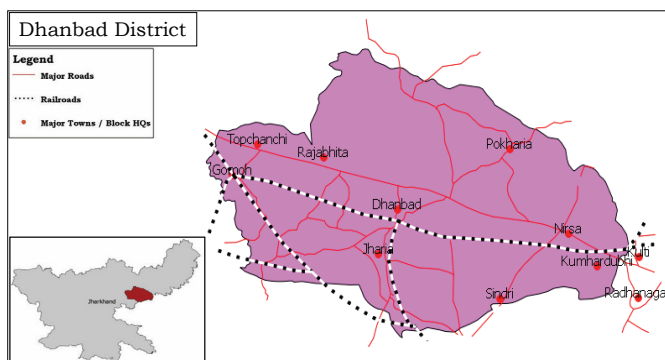 Dhanbad District
Legend
Major Roads
Railroads
Major Towns / Block HQs
Topchanchi
Rajabhita
Pokharia
Gomoh
Dhanbad
Nirsa
Jharia
Kulti
Kumhardubhi
Sindri
Radhanaga
Jharkhand